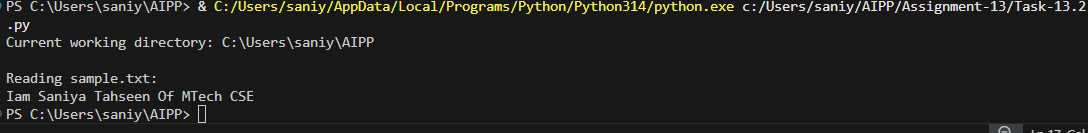 PS C:\Users\saniy\AIPP> & C:/Users/saniy/AppData/Local/Programs/Python/Python314/python.exe c:/Users/saniy/AIPP/Assignment-13/Task-13.2
.py
Current working directory: C:\Users\saniy\AIPP
Reading sample.txt:
Iam Saniya Tahseen Of MTech CSE
PS C:\Users\saniy\AIPP>